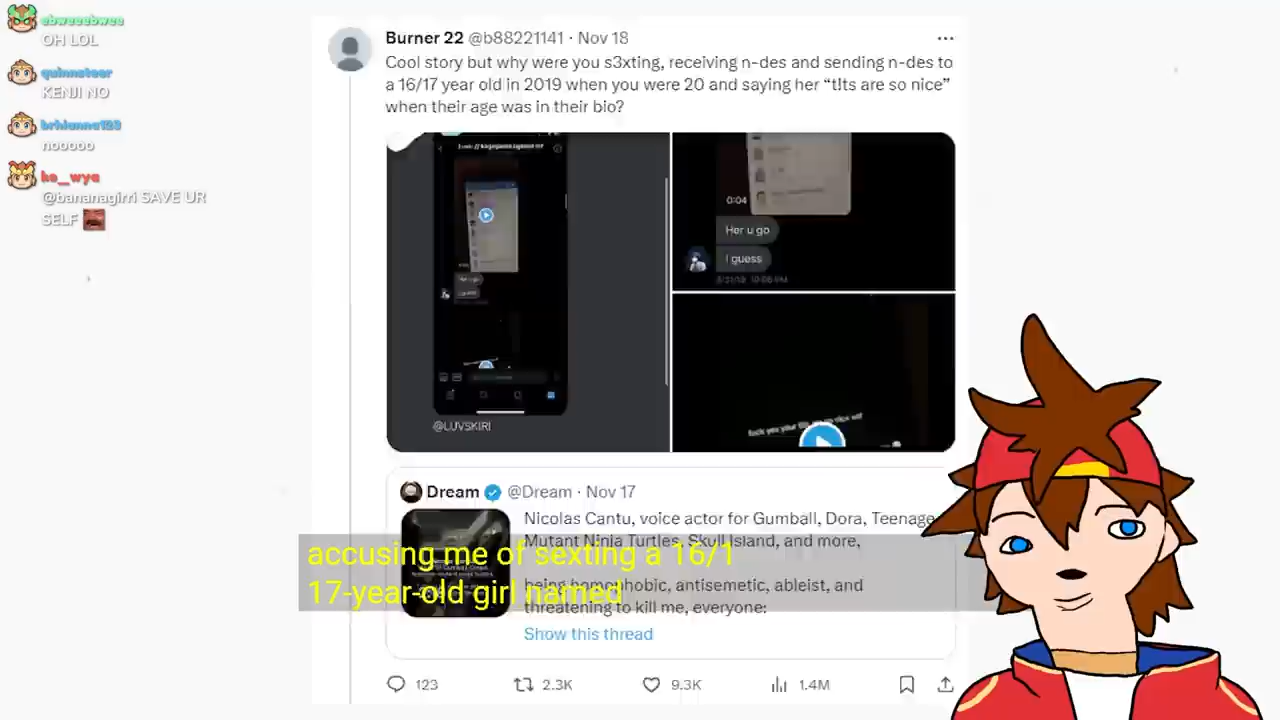 ebweeebwee
OH LOL
quinnsteer
KENJI NO
brhianna123
nooooo
ko_wya
@bananagirri SAVE UR
SELF
Burner 22 @b88221141 · Nov 18
Cool story but why were you s3xting, receiving n-des and sending n-des to
a 16/17 year old in 2019 when you were 20 and saying her “tlts are so nice”
when their age was in their bio?
0:04
Her u go
I guess
@LUVSKIRI
Dream @Dream · Nov 17
Nicolas Cantu, voice actor for Gumball, Dora, Teenage
Mutant Ninja Turtles, Skull Island, and more,
being homophobic, antisemetic, ableist, and
threatening to kill me, everyone:
Show this thread
accusing me of sexting a 16/1
17-year-old girl named
123
2.3K
9.3K
1.4M